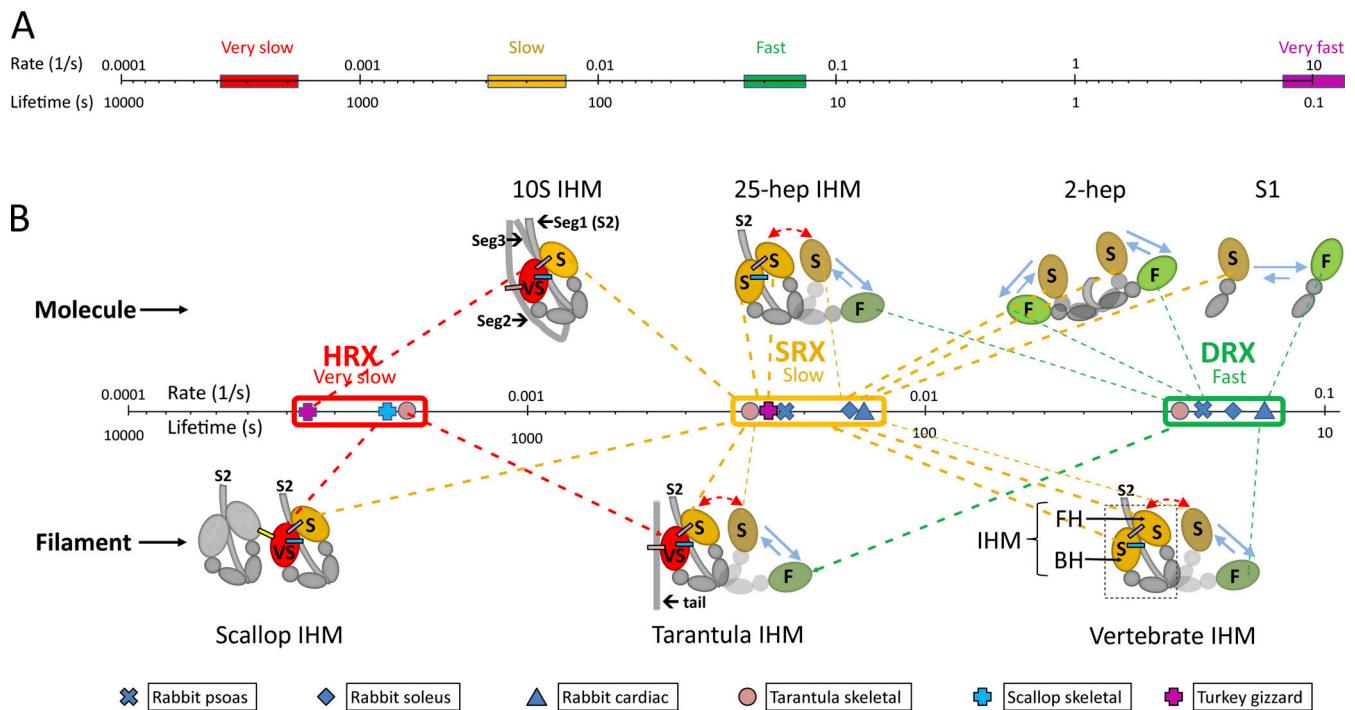 A
Very slow
Slow
Fast
Very fast
Rate (1/s)
0.0001
0.001
0.01
0.1
1
10
Lifetime (s)
10000
1000
100
10
1
0.1
10S IHM
25-hep IHM
2-hep
S1
B
Molecule
Seg1 (S2)
Seg3
Seg2
S
VS
S2
S
S
S
F
S
S
F
F
S
F
HRX
Very slow
SRX
Slow
DRX
Fast
Rate (1/s)
0.0001
0.001
0.01
0.1
Lifetime (s)
10000
1000
100
10
Filament
S2
S2
S
VS
S2
S
VS
S
F
tail
S2
IHM
FH
BH
S
S
S
F
Scallop IHM
Tarantula IHM
Vertebrate IHM
Rabbit psoas
Rabbit soleus
Rabbit cardiac
Tarantula skeletal
Scallop skeletal
Turkey gizzard